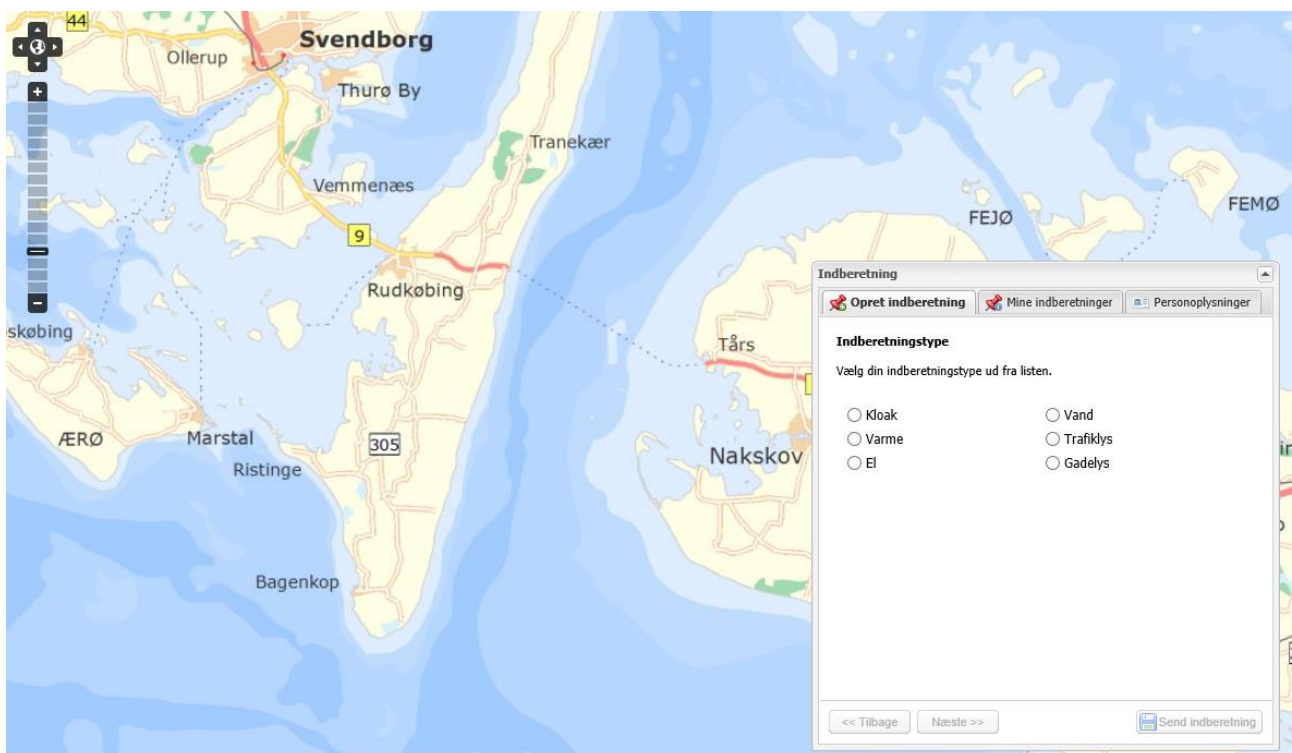 44
Svendborg
Ollerup
Thurø By
Tranekær
Vemmenæs
FEMØ
FEJØ
9
Rudkøbing
skøbing
Tårs
ÆRØ
Marstal
305
Nakskov
Ristinge
Bagenkop
Indberetning
Opret indberetning
Mine indberetninger
Personoplysninger
Indberetningstype
Vælg din indberetningstype ud fra listen.
Kloak
Vand
Varme
Trafiklys
El
Gadelys
<< Tilbage
Næste >>
Send indberetning